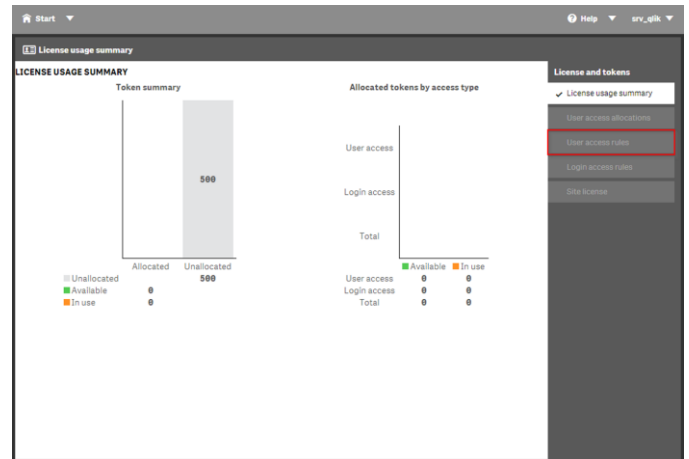 Start
Help srv_qlik
License usage summary
LICENSE USAGE SUMMARY
Token summary
500
Allocated Unallocated
Unallocated 500
Available 0
In use 0
Allocated tokens by access type
User access
Login access
Total
Available In use
User access 0 0
Login access 0 0
Total 0 0
License and tokens
License usage summary
User access allocations
User access rules
Login access rules
Site license